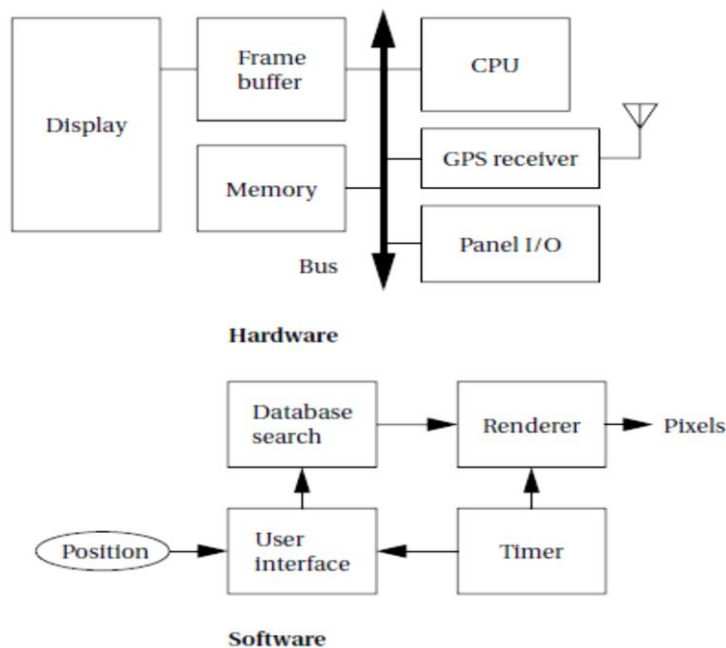 Display
Frame
buffer
CPU
Memory
GPS receiver
Panel I/O
Bus
Hardware
Database
search
Renderer
Pixels
Position
User
interface
Timer
Software